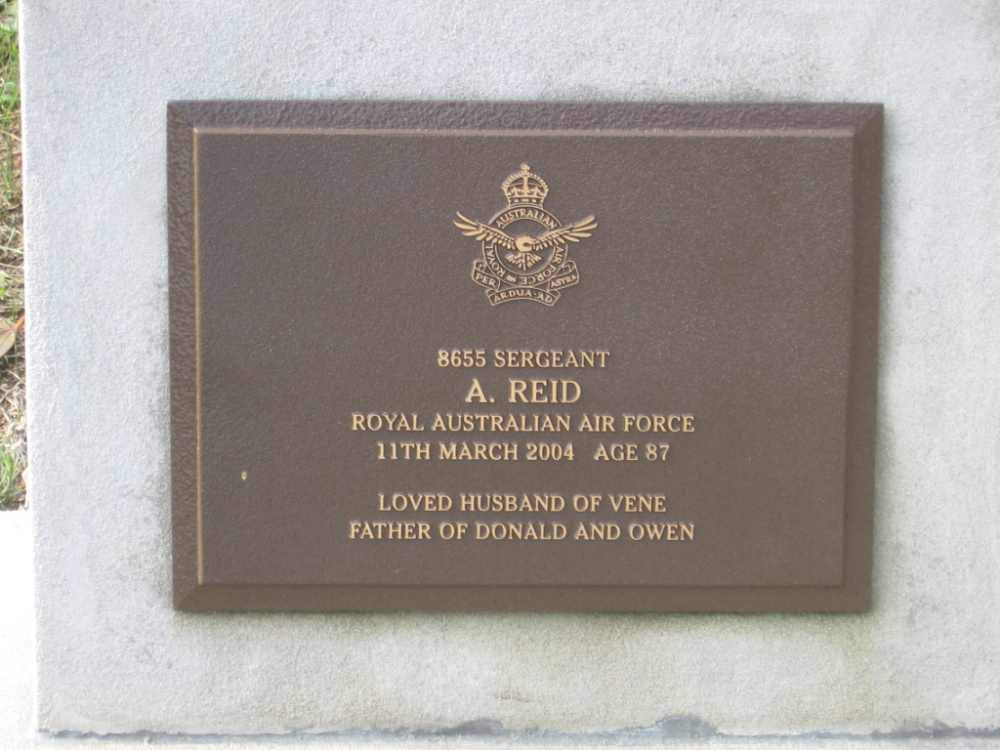 ROYAL AUSTRALIAN AIR FORCE
PER ARDUA · AD ASTRA
8655 SERGEANT
A. REID
ROYAL AUSTRALIAN AIR FORCE
11TH MARCH 2004 AGE 87
LOVED HUSBAND OF VENE
FATHER OF DONALD AND OWEN